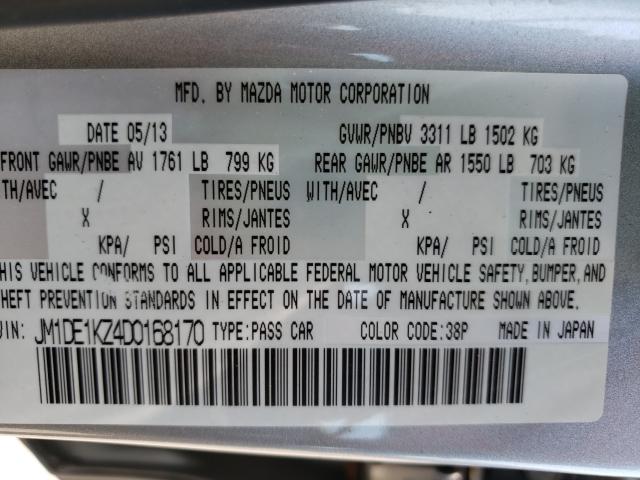 MFD. BY MAZDA MOTOR CORPORATION
DATE 05/13 GVWR/PNBV 3311 LB 1502 KG
FRONT GAWR/PNBE AV 1761 LB 799 KG REAR GAWR/PNBE AR 1550 LB 703 KG
ITH/AVEC / TIRES/PNEUS WITH/AVEC / TIRES/PNEUS
X RIMS/JANTES X RIMS/JANTES
KPA/ PSI COLD/A FROID KPA/ PSI COLD/A FROID
HIS VEHICLE CONFORMS TO ALL APPLICABLE FEDERAL MOTOR VEHICLE SAFETY, BUMPER, AND
HEFT PREVENTION STANDARDS IN EFFECT ON THE DATE OF MANUFACTURE SHOWN ABOVE.
VIN: JM1DE1KZ4D0168170 TYPE:PASS CAR COLOR CODE:38P MADE IN JAPAN